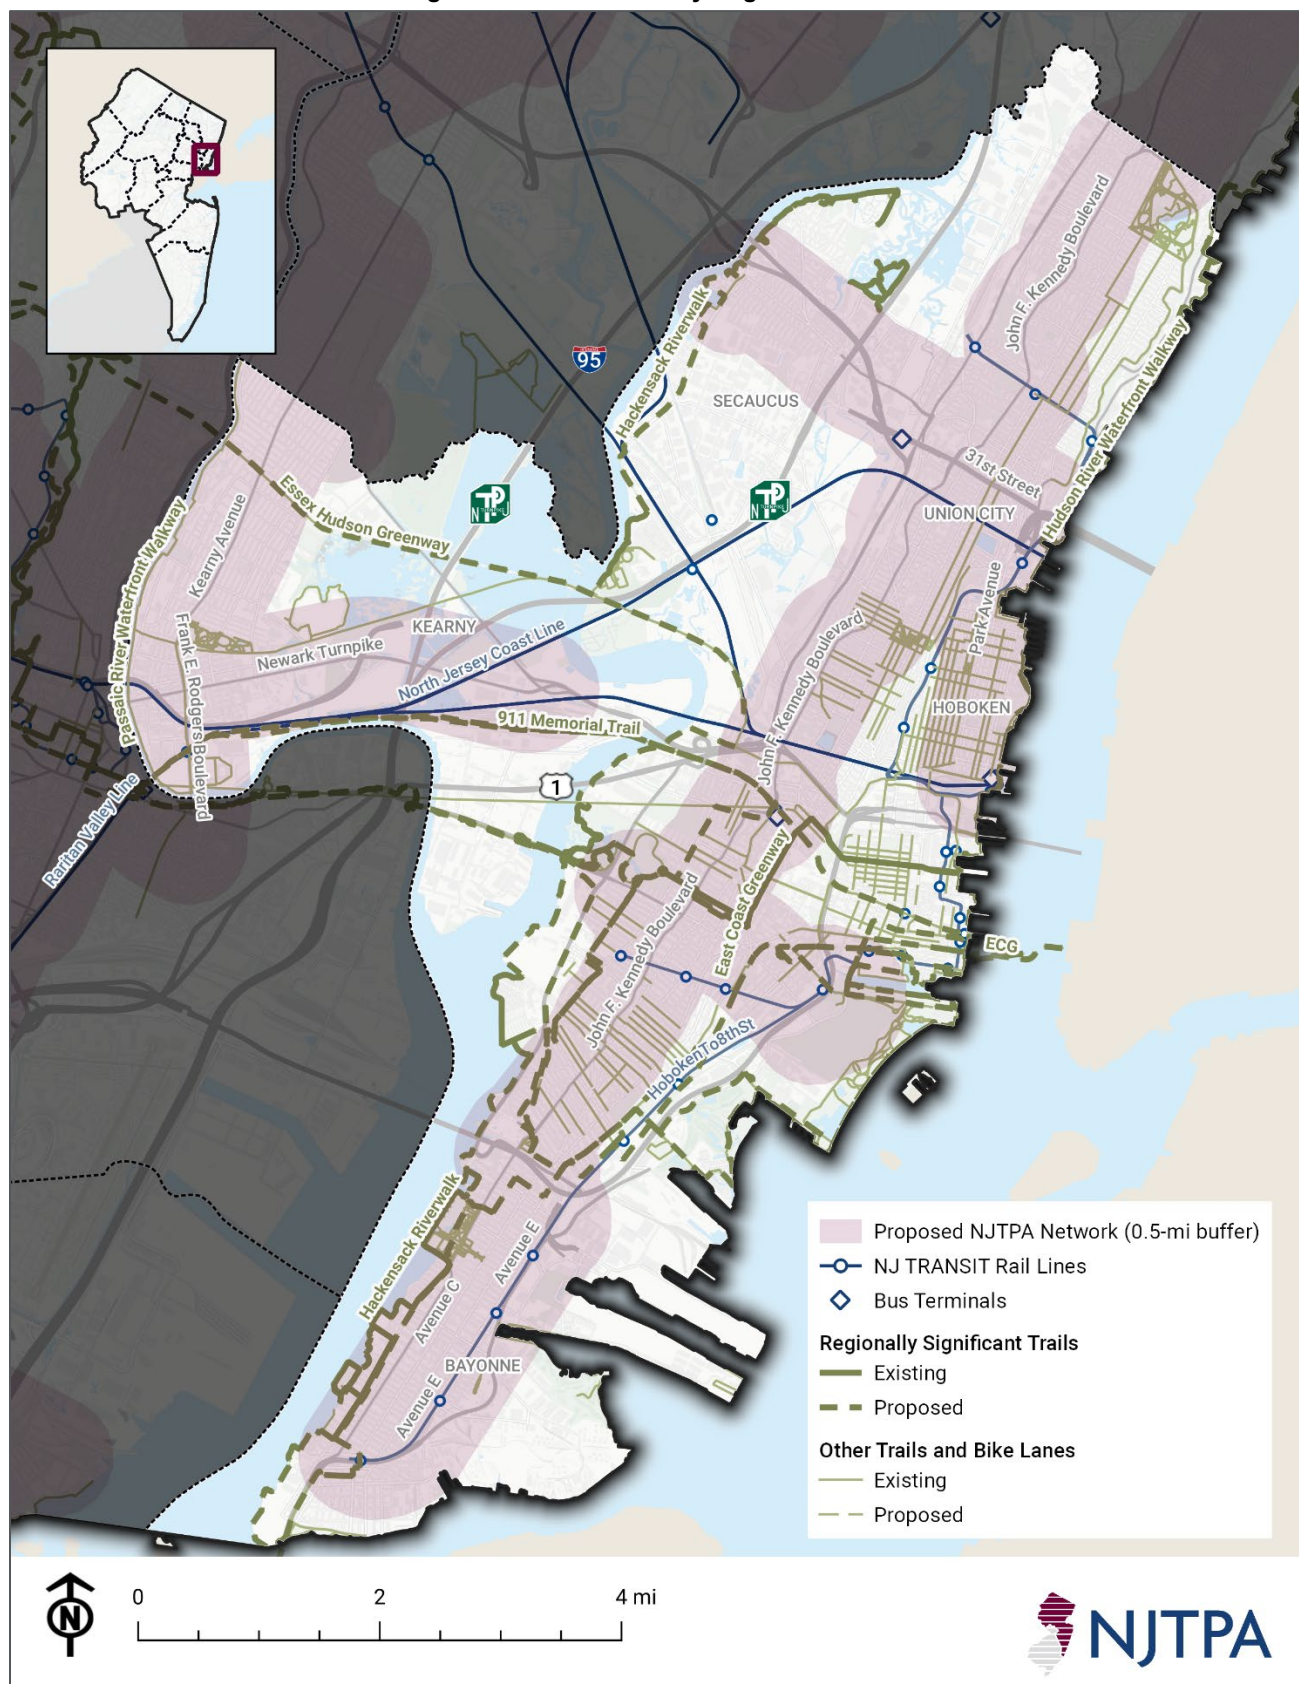 John F. Kennedy Boulevard
95
Hackensack Riverwalk
SECAUCUS
Hudson River Waterfront Walkway
31st Street
Essex Hudson Greenway
N TP J
TURNPIKE
N TP J
TURNPIKE
UNION CITY
Kearny Avenue
Passaic River Waterfront Walkway
Park Avenue
Frank E. Rodgers Boulevard
KEARNY
Newark Turnpike
North Jersey Coast Line
John F. Kennedy Boulevard
HOBOKEN
911 Memorial Trail
1
Raritan Valley Line
East Coast Greenway
John F. Kennedy Boulevard
ECG
HobokenTo8thSt
Hackensack Riverwalk
Avenue E
Avenue C
BAYONNE
Avenue E
Proposed NJTPA Network (0.5-mi buffer)
NJ TRANSIT Rail Lines
Bus Terminals
Regionally Significant Trails
Existing
Proposed
Other Trails and Bike Lanes
Existing
Proposed
N
0 2 4 mi
NJTPA